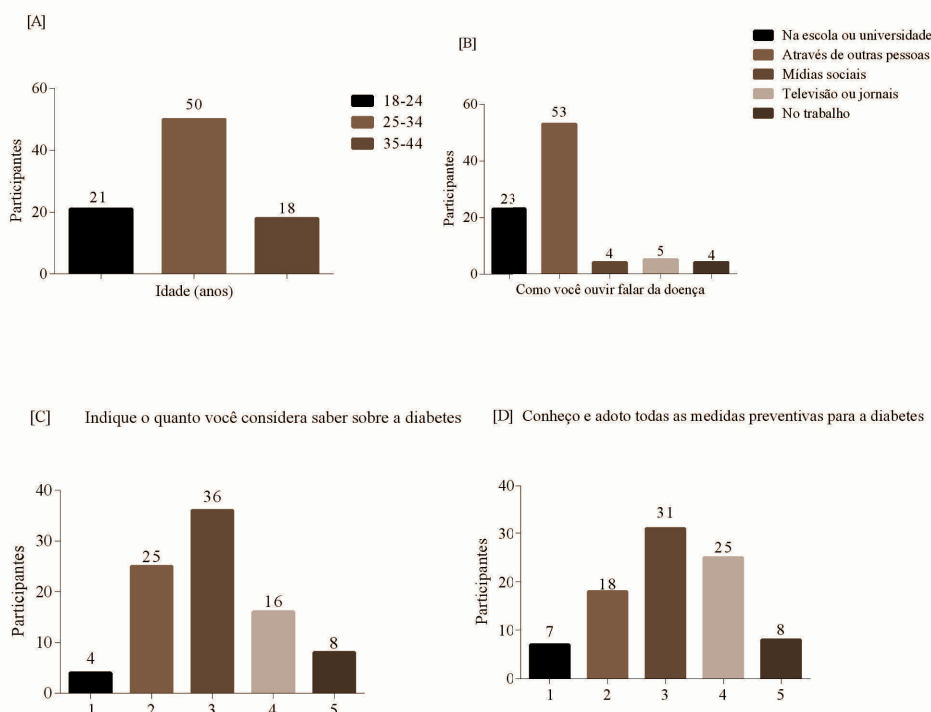 [A]
60
40
20
0
Participantes
21
50
18
Idade (anos)
18-24
25-34
35-44
[B]
Na escola ou universidade
Através de outras pessoas
Mídias sociais
Televisão ou jornais
No trabalho
60
40
20
0
Participantes
23
53
4
5
4
Como você ouvir falar da doença
[C] Indique o quanto você considera saber sobre a diabetes
40
30
20
10
0
Participantes
4
25
36
16
8
1 2 3 4 5
[D] Conheço e adoto todas as medidas preventivas para a diabetes
40
30
20
10
0
Participantes
7
18
31
25
8
1 2 3 4 5